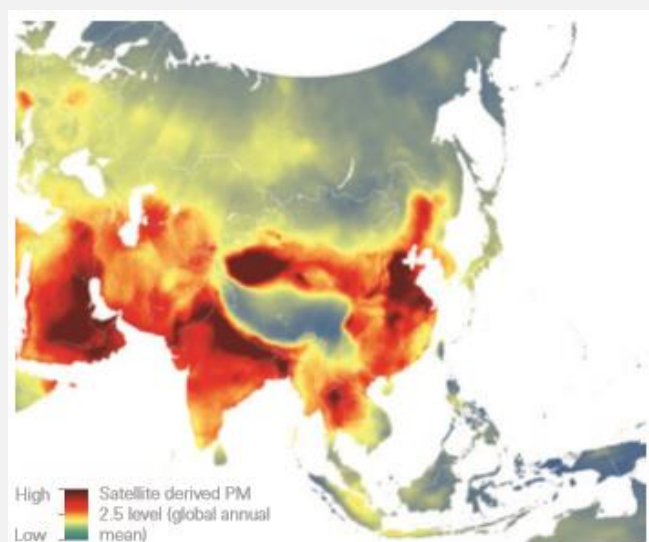 High
Satellite derived PM
2.5 level (global annual
Low
mean)